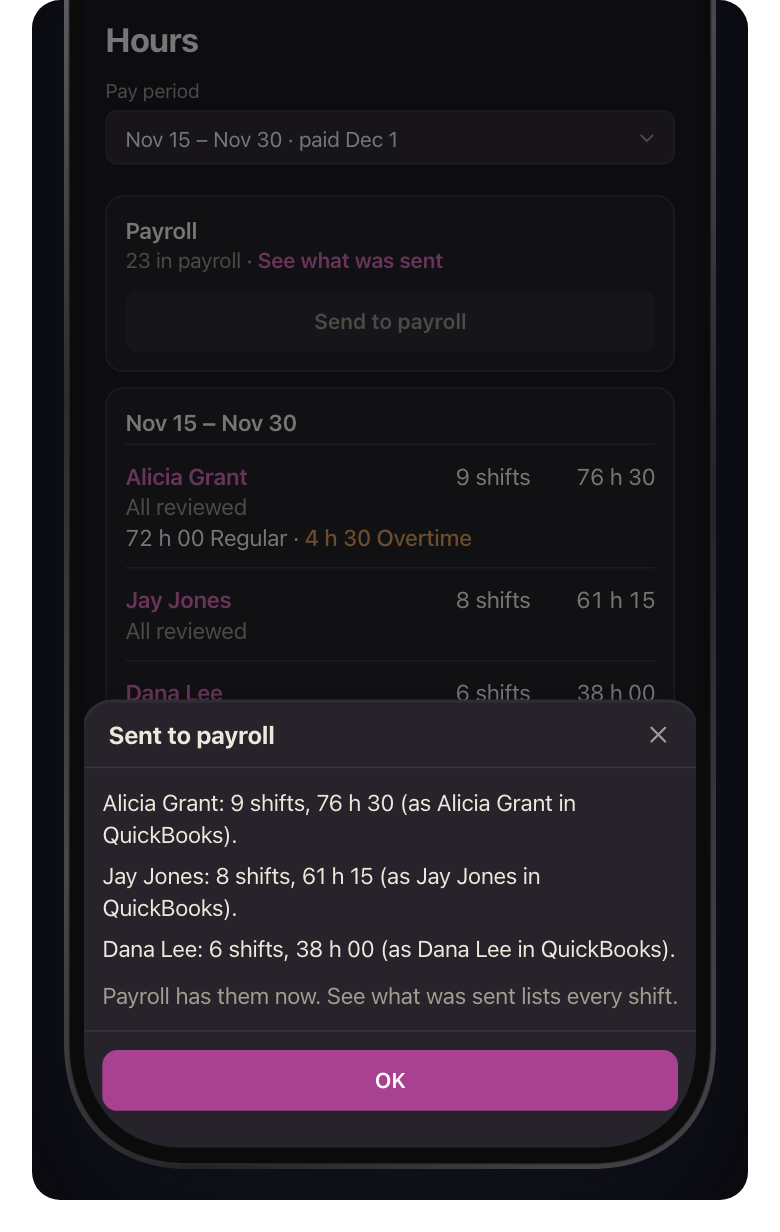 Hours
Pay period
Nov 15 – Nov 30 · paid Dec 1
Payroll
23 in payroll · See what was sent
Send to payroll
Nov 15 – Nov 30
Alicia Grant 9 shifts 76 h 30
All reviewed
72 h 00 Regular · 4 h 30 Overtime
Jay Jones 8 shifts 61 h 15
All reviewed
Dana Lee 6 shifts 38 h 00
Sent to payroll
Alicia Grant: 9 shifts, 76 h 30 (as Alicia Grant in
QuickBooks).
Jay Jones: 8 shifts, 61 h 15 (as Jay Jones in
QuickBooks).
Dana Lee: 6 shifts, 38 h 00 (as Dana Lee in QuickBooks).
Payroll has them now. See what was sent lists every shift.
OK